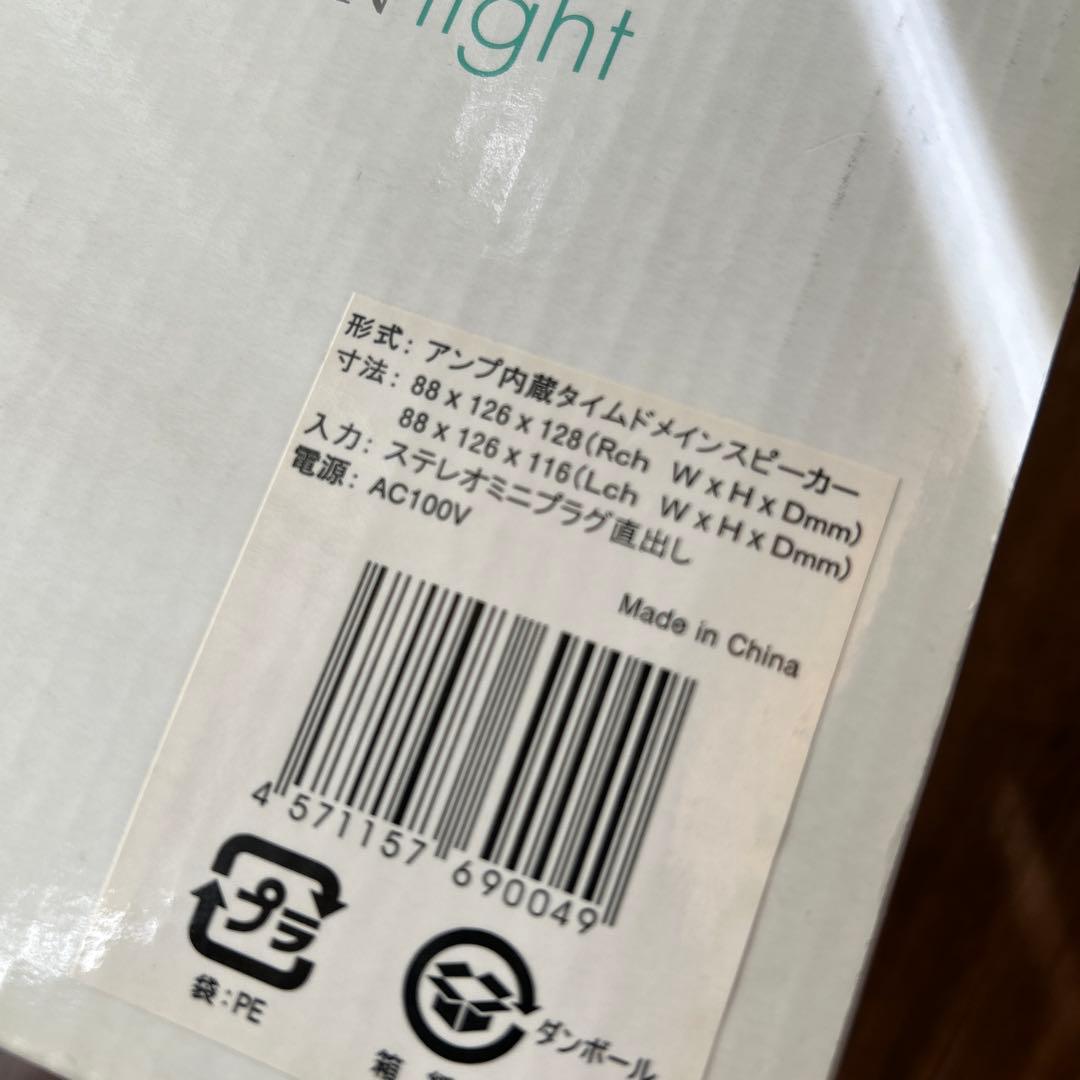 light
形式: アンプ内蔵タイムドメインスピーカー
寸法: 88 x 126 x 128(Rch W x H x Dmm)
88 x 126 x 116(Lch W x H x Dmm)
入力: ステレオミニプラグ直出し
電源: AC100V
Made in China
4 571157 690049
プラ
袋:PE
ダンボール
箱